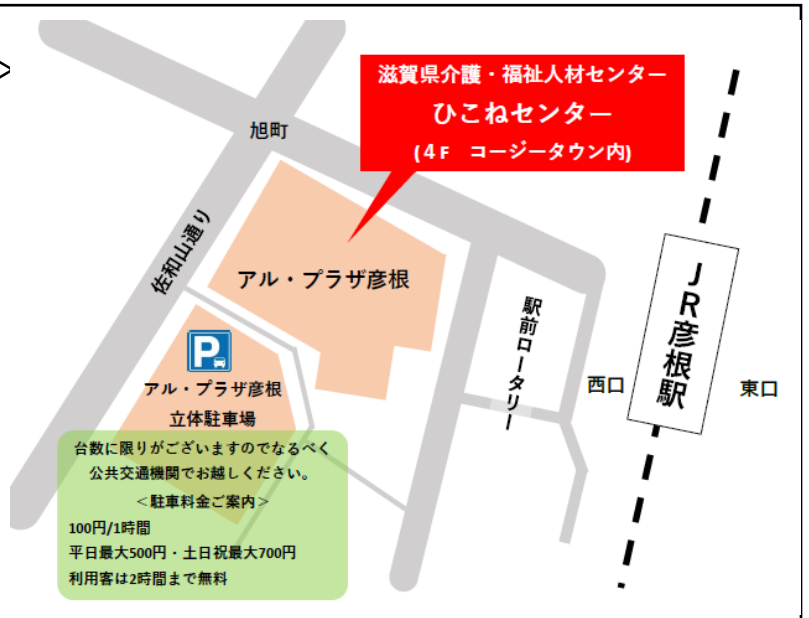 >
滋賀県介護・福祉人材センター
ひこねセンター
(４F　コージータウン内)
旭町
佐和山通り
アル・プラザ彦根
駅前ロータリー
JR彦根駅
西口
東口
P
アル・プラザ彦根
立体駐車場
台数に限りがございますのでなるべく
公共交通機関でお越しください。
＜駐車料金ご案内＞
100円/1時間
平日最大500円・土日祝最大700円
利用客は2時間まで無料